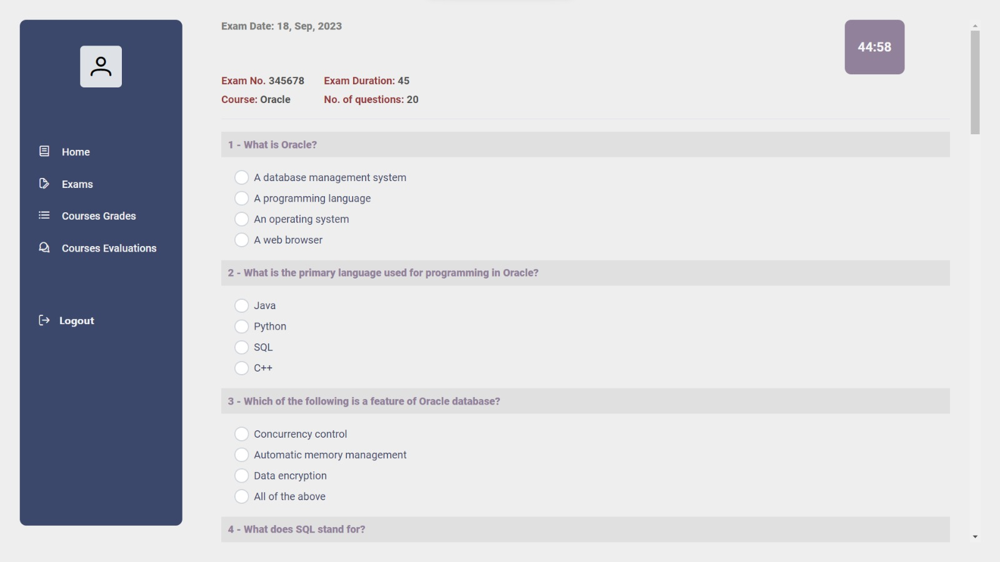 Home
Exams
Courses Grades
Courses Evaluations
Logout
Exam Date: 18, Sep, 2023
44:58
Exam No. 345678 Exam Duration: 45
Course: Oracle No. of questions: 20
1 - What is Oracle?
A database management system
A programming language
An operating system
A web browser
2 - What is the primary language used for programming in Oracle?
Java
Python
SQL
C++
3 - Which of the following is a feature of Oracle database?
Concurrency control
Automatic memory management
Data encryption
All of the above
4 - What does SQL stand for?